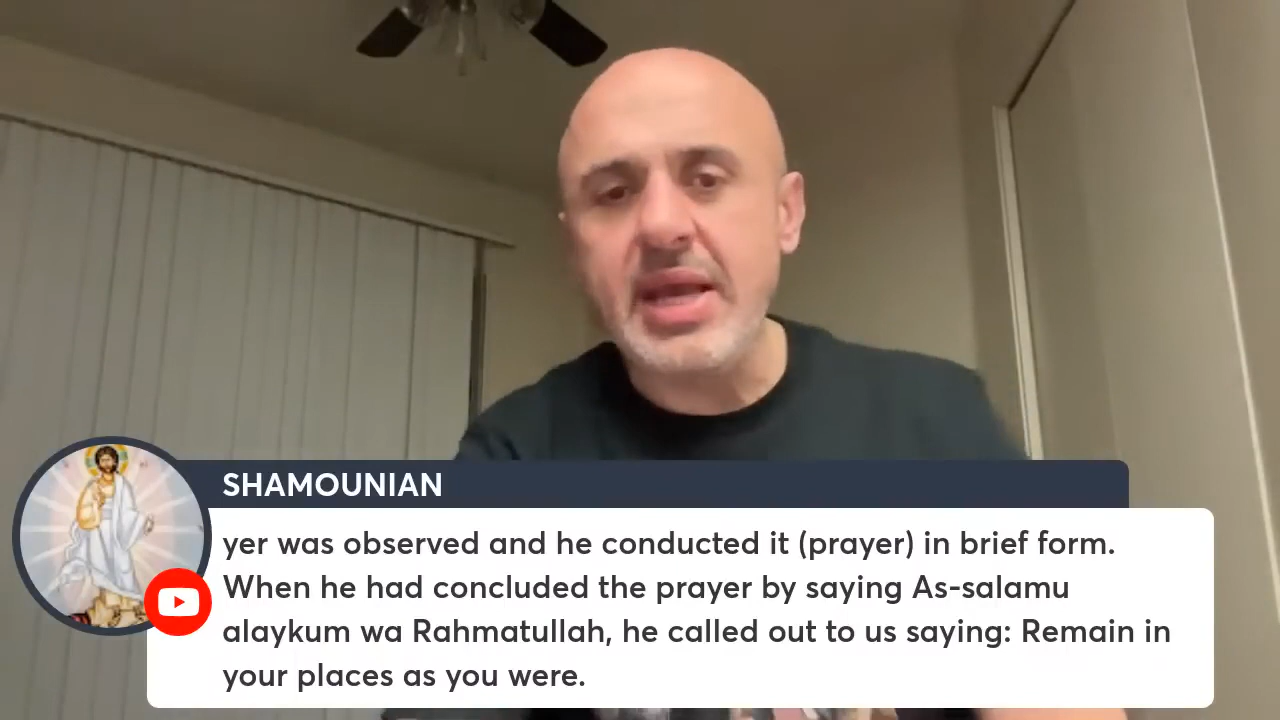 SHAMOUNIAN
yer was observed and he conducted it (prayer) in brief form.
When he had concluded the prayer by saying As-salamu
alaykum wa Rahmatullah, he called out to us saying: Remain in
your places as you were.